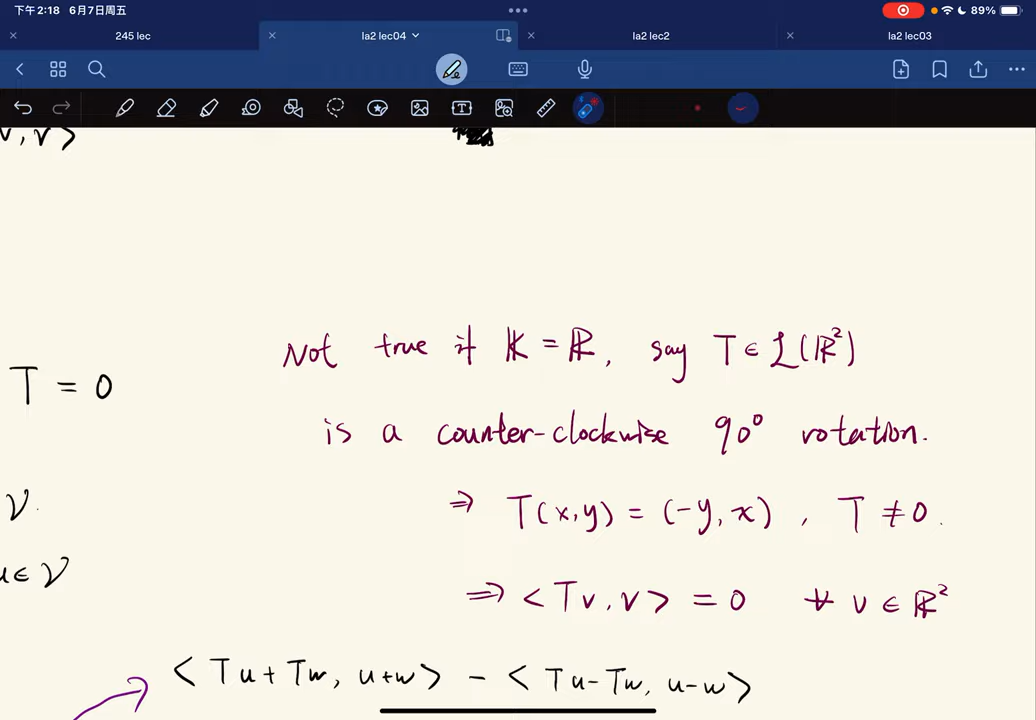 下午2:18 6月7日周五
89%
245 lec
la2 lec04
la2 lec2
la2 lec03
v, v>
Not true if 𝕂 = ℝ, say T ∈ ℒ(ℝ²)
T = 0
is a counter-clockwise 90° rotation.
V.
⇒ T(x,y) = (-y, x), T ≠ 0.
u ∈ V
⇒ <Tv, v> = 0 ∀ v ∈ ℝ²
<Tu + Tw, u+w> - <Tu - Tw, u-w>